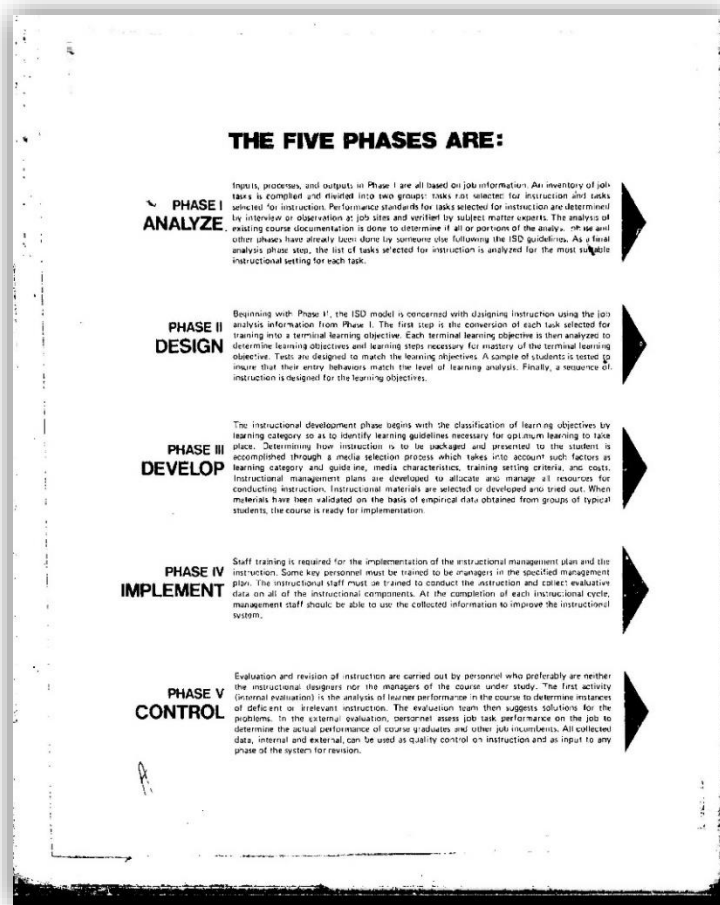 THE FIVE PHASES ARE:
PHASE I
ANALYZE
Inputs, processes, and outputs in Phase I are all based on job information. An inventory of job
tasks is compiled and divided into two groups: tasks not selected for instruction and tasks
selected for instruction. Performance standards for tasks selected for instruction are determined
by interview or observation at job sites and verified by subject matter experts. The analysis of
existing course documentation is done to determine if all or portions of the analysis phase and
other phases have already been done by someone else following the ISD guidelines. As a final
analysis phase step, the list of tasks selected for instruction is analyzed for the most suitable
instructional setting for each task.
PHASE II
DESIGN
Beginning with Phase II, the ISD model is concerned with designing instruction using the job
analysis information from Phase I. The first step is the conversion of each task selected for
training into a terminal learning objective. Each terminal learning objective is then analyzed to
determine learning objectives and learning steps necessary for mastery of the terminal learning
objective. Tests are designed to match the learning objectives. A sample of students is tested to
insure that their entry behaviors match the level of learning analysis. Finally, a sequence of
instruction is designed for the learning objectives.
PHASE III
DEVELOP
The instructional development phase begins with the classification of learning objectives by
learning category so as to identify learning guidelines necessary for optimum learning to take
place. Determining how instruction is to be packaged and presented to the student is
accomplished through a media selection process which takes into account such factors as
learning category and guideline, media characteristics, training setting criteria, and costs.
Instructional management plans are developed to allocate and manage all resources for
conducting instruction. Instructional materials are selected or developed and tried out. When
materials have been validated on the basis of empirical data obtained from groups of typical
students, the course is ready for implementation.
PHASE IV
IMPLEMENT
Staff training is required for the implementation of the instructional management plan and the
instruction. Some key personnel must be trained to be managers in the specified management
plan. The instructional staff must be trained to conduct the instruction and collect evaluative
data on all of the instructional components. At the completion of each instructional cycle,
management staff should be able to use the collected information to improve the instructional
system.
PHASE V
CONTROL
Evaluation and revision of instruction are carried out by personnel who preferably are neither
the instructional designers nor the managers of the course under study. The first activity
(internal evaluation) is the analysis of learner performance in the course to determine instances
of deficient or irrelevant instruction. The evaluation team then suggests solutions for the
problems. In the external evaluation, personnel assess job task performance on the job to
determine the actual performance of course graduates and other job incumbents. All collected
data, internal and external, can be used as quality control on instruction and as input to any
phase of the system for revision.